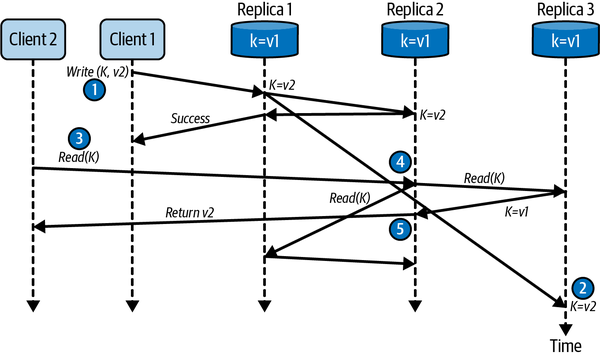 Client 2
Client 1
Replica 1
k=v1
Replica 2
k=v1
Replica 3
k=v1
Write (K, v2)
1
K=v2
K=v2
Success
3
Read(K)
4
Read(K)
Read(K)
K=v1
Return v2
5
2
K=v2
Time